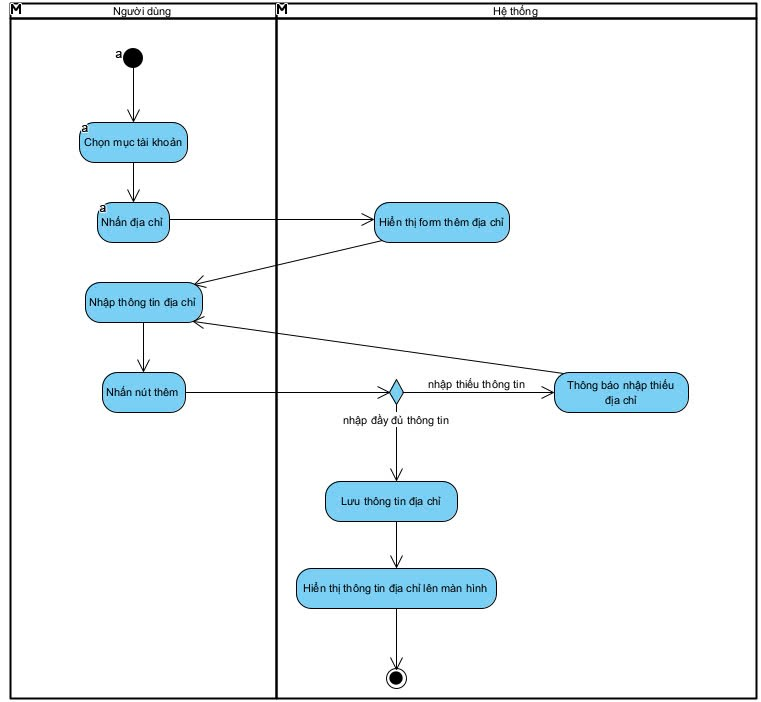 M
Người dùng
M
Hệ thống
a
a
Chọn mục tài khoản
a
Nhấn địa chỉ
Hiển thị form thêm địa chỉ
Nhập thông tin địa chỉ
Nhấn nút thêm
nhập thiếu thông tin
Thông báo nhập thiếu
địa chỉ
nhập đầy đủ thông tin
Lưu thông tin địa chỉ
Hiển thị thông tin địa chỉ lên màn hình